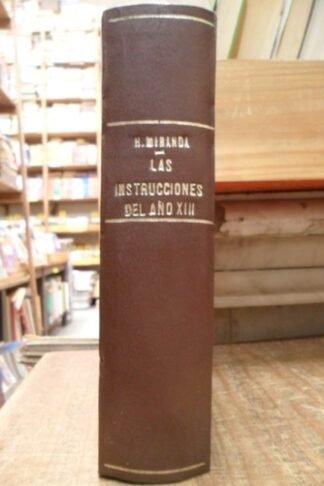 H. MIRANDA
LAS
INSTRUCCIONES
DEL AÑO XIII